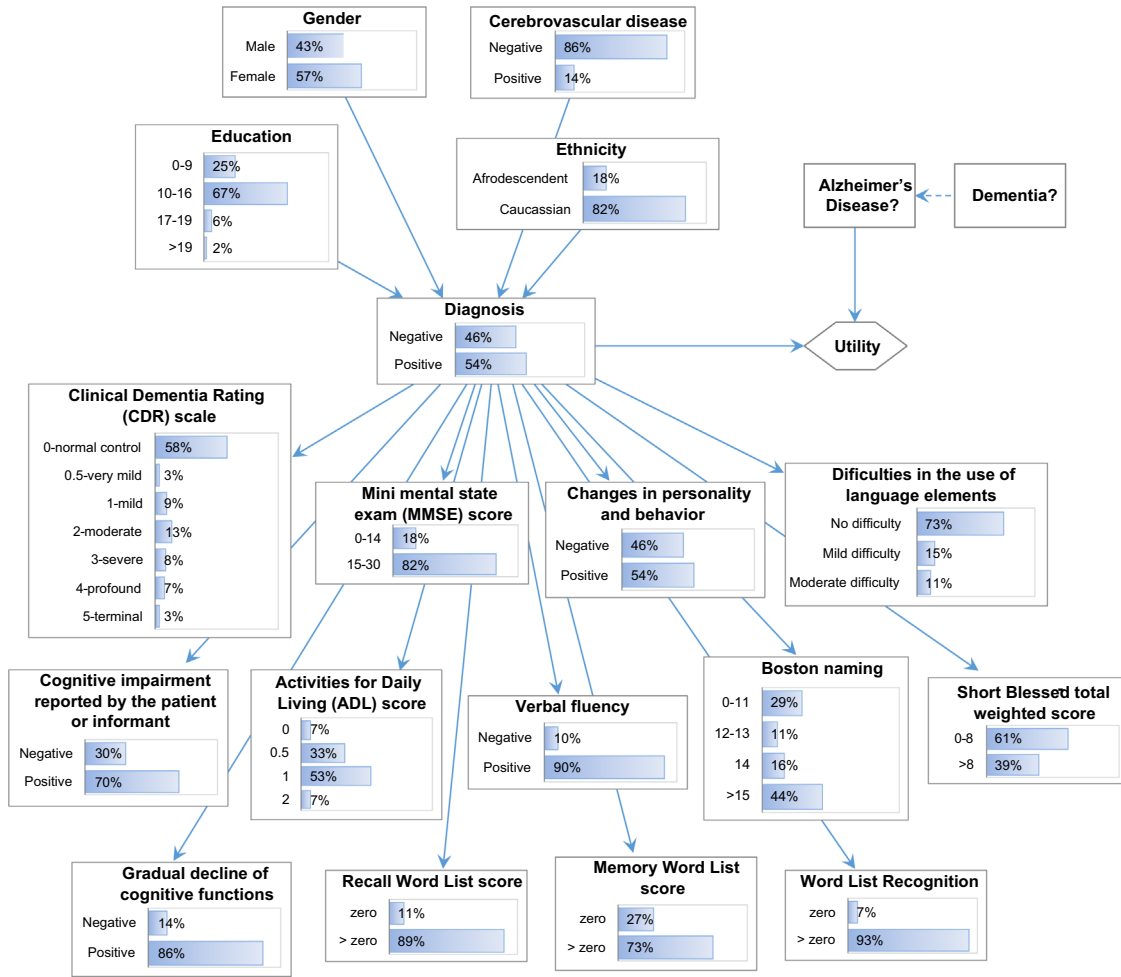 Gender
Male 43%
Female 57%
Cerebrovascular disease
Negative 86%
Positive 14%
Education
0-9 25%
10-16 67%
17-19 6%
>19 2%
Ethnicity
Afrodescendent 18%
Caucassian 82%
Alzheimer's
Disease?
Dementia?
Diagnosis
Negative 46%
Positive 54%
Utility
Clinical Dementia Rating
(CDR) scale
0-normal control 58%
0.5-very mild 3%
1-mild 9%
2-moderate 13%
3-severe 8%
4-profound 7%
5-terminal 3%
Mini mental state
exam (MMSE) score
0-14 18%
15-30 82%
Changes in personality
and behavior
Negative 46%
Positive 54%
Dificulties in the use of
language elements
No difficulty 73%
Mild difficulty 15%
Moderate difficulty 11%
Cognitive impairment
reported by the patient
or informant
Negative 30%
Positive 70%
Activities for Daily
Living (ADL) score
0 7%
0.5 33%
1 53%
2 7%
Verbal fluency
Negative 10%
Positive 90%
Boston naming
0-11 29%
12-13 11%
14 16%
>15 44%
Short Blessed total
weighted score
0-8 61%
>8 39%
Gradual decline of
cognitive functions
Negative 14%
Positive 86%
Recall Word List score
zero 11%
> zero 89%
Memory Word List
score
zero 27%
> zero 73%
Word List Recognition
zero 7%
> zero 93%